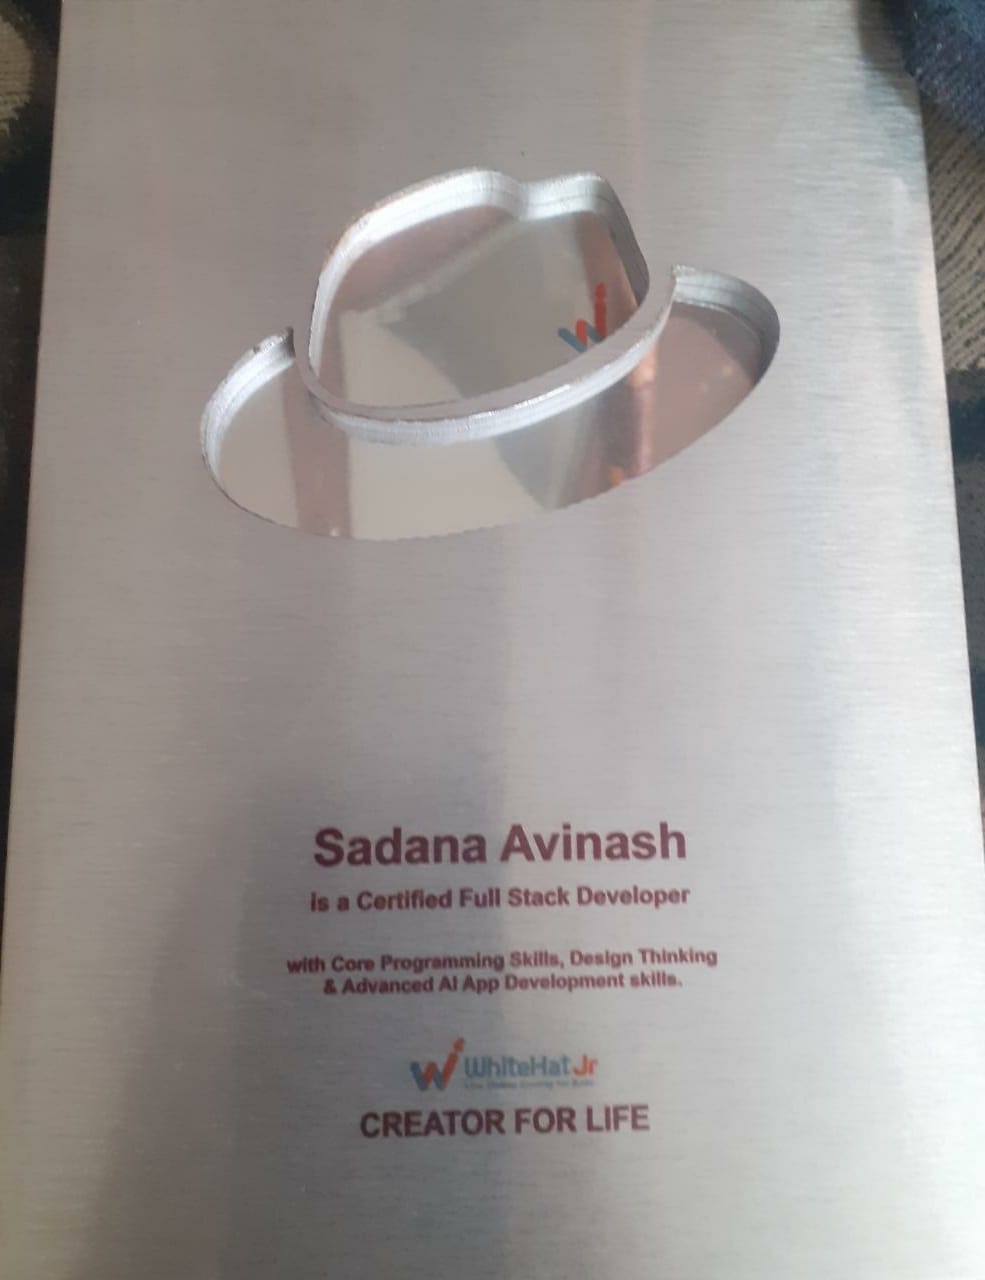 Sadana Avinash
is a Certified Full Stack Developer
with Core Programming Skills, Design Thinking
& Advanced AI App Development skills.
WhiteHat Jr
CREATOR FOR LIFE